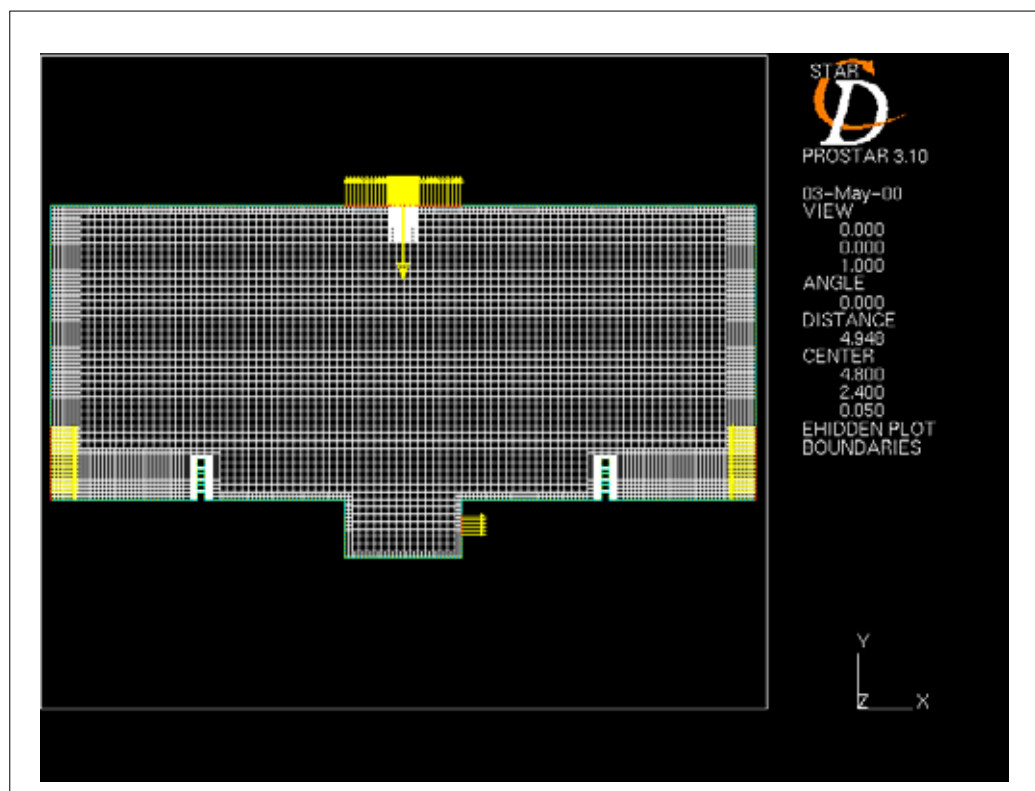 STAR
D
PROSTAR 3.10
03-May-00
VIEW
0.000
0.000
1.000
ANGLE
0.000
DISTANCE
4.948
CENTER
4.800
2.400
0.050
EHIDDEN PLOT
BOUNDARIES
Y
Z X